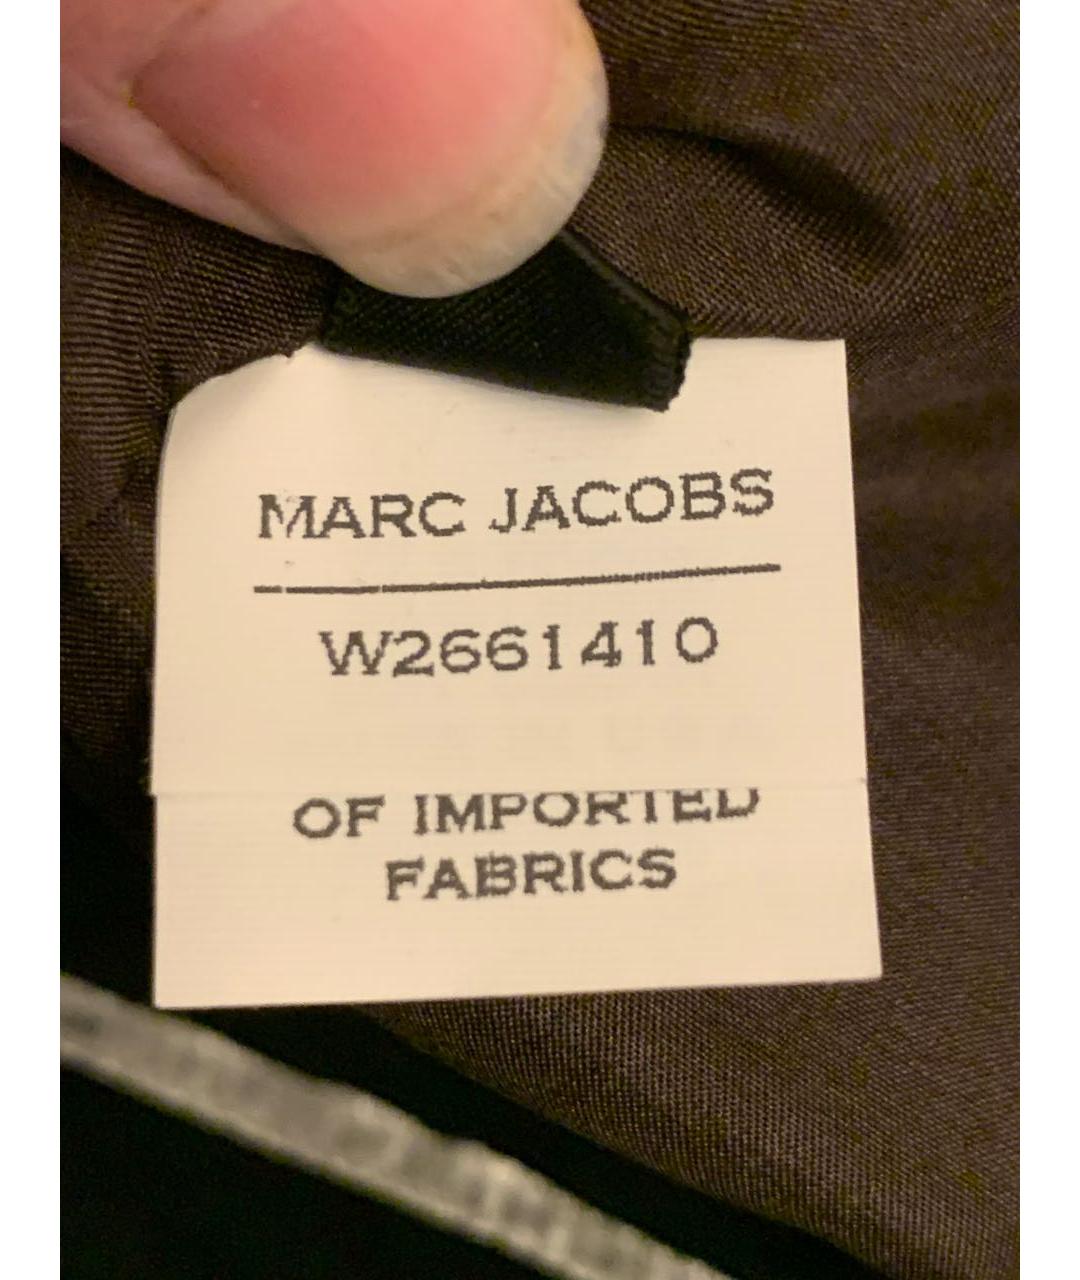 MARC JACOBS
W2661410
OF IMPORTED
FABRICS